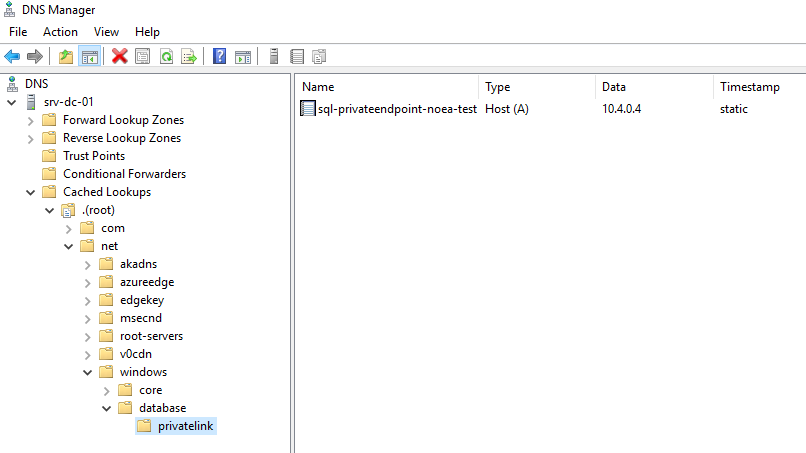 DNS Manager
File Action View Help
DNS
srv-dc-01
Forward Lookup Zones
Reverse Lookup Zones
Trust Points
Conditional Forwarders
Cached Lookups
.(root)
com
net
akadns
azureedge
edgekey
msecnd
root-servers
v0cdn
windows
core
database
privatelink
Name Type Data Timestamp
sql-privateendpoint-noea-test Host (A) 10.4.0.4 static